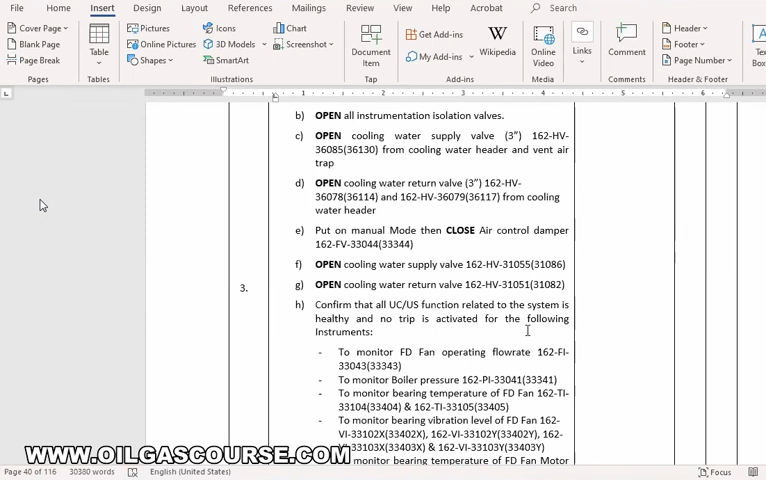 File Home Insert Draw Design Layout References Mailings Review View Help Acrobat Search
Cover Page
Blank Page
Page Break
Pages
Table
Tables
Pictures
Online Pictures
Shapes
Icons
3D Models
SmartArt
Chart
Screenshot
Illustrations
Document
Item
Tap
Get Add-ins
My Add-ins
Wikipedia
Add-ins
Online
Video
Media
Links
Comment
Comments
Header
Footer
Page Number
Header & Footer
1 2 3 4 5 6
3.
b) OPEN all instrumentation isolation valves.
c) OPEN cooling water supply valve (3”) 162-HV-
36085(36130) from cooling water header and vent air
trap
d) OPEN cooling water return valve (3”) 162-HV-
36078(36114) and 162-HV-36079(36117) from cooling
water header
e) Put on manual Mode then CLOSE Air control damper
162-FV-33044(33344)
f) OPEN cooling water supply valve 162-HV-31055(31086)
g) OPEN cooling water return valve 162-HV-31051(31082)
h) Confirm that all UC/US function related to the system is
healthy and no trip is activated for the following
Instruments:
- To monitor FD Fan operating flowrate 162-FI-
33043(33343)
- To monitor Boiler pressure 162-PI-33041(33341)
- To monitor bearing temperature of FD Fan 162-TI-
33104(33404) & 162-TI-33105(33405)
- To monitor bearing vibration level of FD Fan 162-
VI-33102X(33402X), 162-VI-33102Y(33402Y), 162-
VI-33103X(33403X) & 162-VI-33103Y(33403Y)
monitor bearing temperature of FD Fan Motor
WWW.OILGASCOURSE.COM
Page 40 of 116 30380 words English (United States) Focus